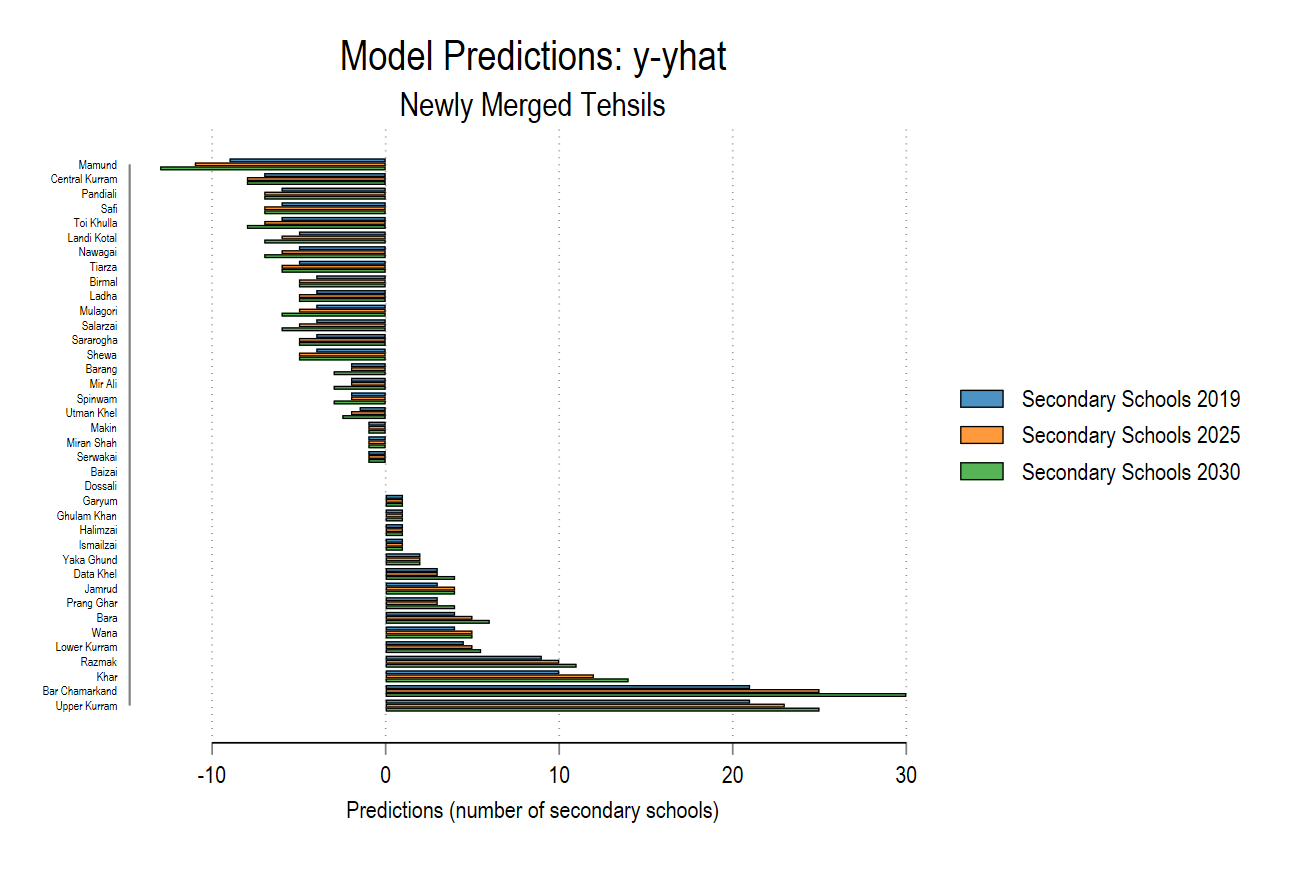 Model Predictions: y-yhat
Newly Merged Tehsils
Mamund
Central Kurram
Pandiali
Safi
Toi Khulla
Landi Kotal
Nawagai
Tiarza
Birmal
Ladha
Mulagori
Salarzai
Sararogha
Shewa
Barang
Mir Ali
Spinwam
Utman Khel
Makin
Miran Shah
Serwakai
Baizai
Dossali
Garyum
Ghulam Khan
Halimzai
Ismailzai
Yaka Ghund
Data Khel
Jamrud
Prang Ghar
Bara
Wana
Lower Kurram
Razmak
Khar
Bar Chamarkand
Upper Kurram
-10 0 10 20 30
Predictions (number of secondary schools)
Secondary Schools 2019
Secondary Schools 2025
Secondary Schools 2030